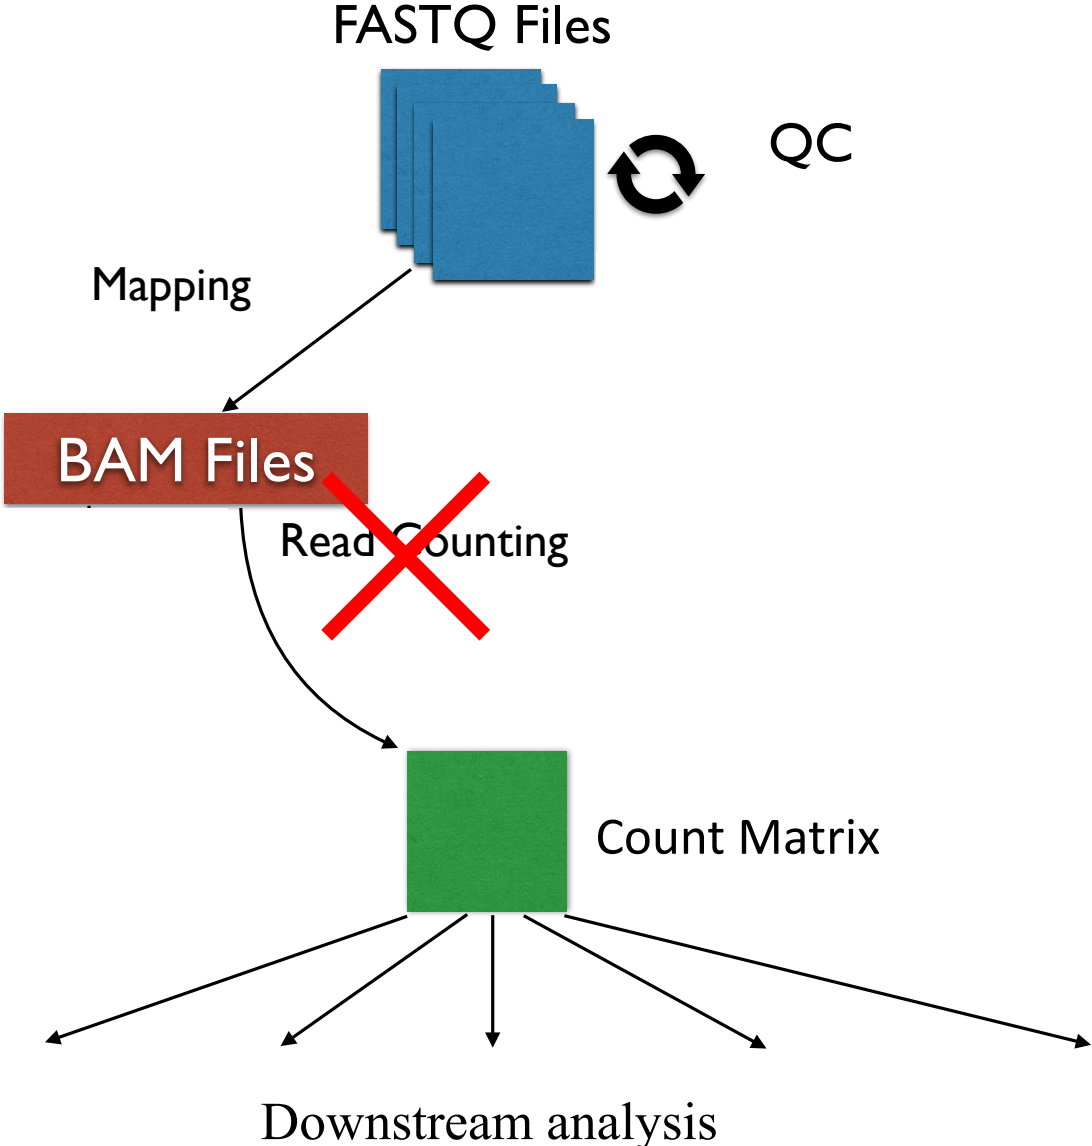 FASTQ Files
QC
Mapping
BAM Files
Read Counting
Count Matrix
Downstream analysis